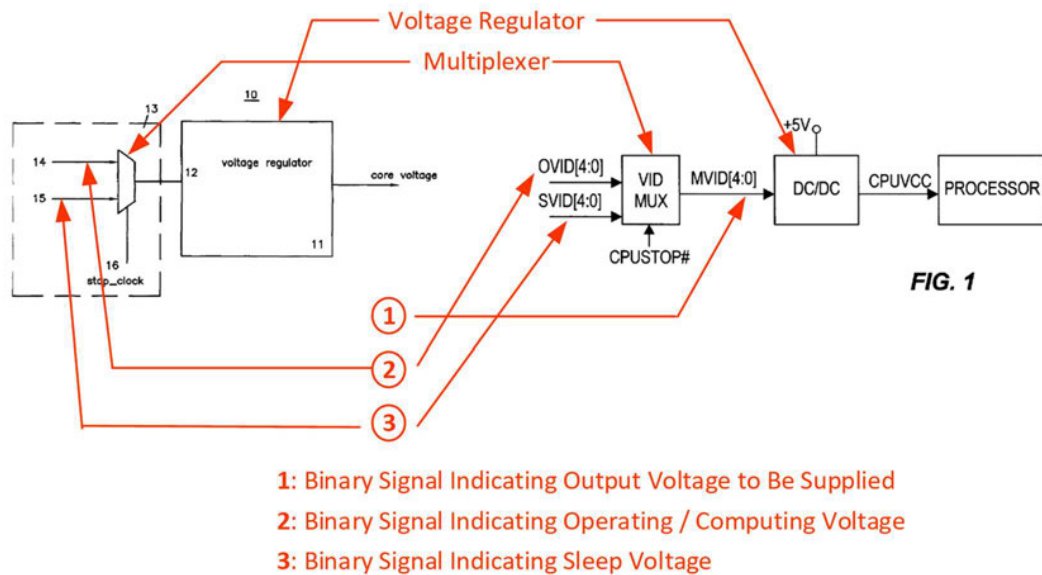 Voltage Regulator
Multiplexer
10
13
14
15
12
voltage regulator
core voltage
11
16
stop_clock
OVID[4:0]
SVID[4:0]
VID
MUX
CPUSTOP#
MVID[4:0]
+5V
DC/DC
CPUVCC
PROCESSOR
FIG. 1
1
2
3
1: Binary Signal Indicating Output Voltage to Be Supplied
2: Binary Signal Indicating Operating / Computing Voltage
3: Binary Signal Indicating Sleep Voltage